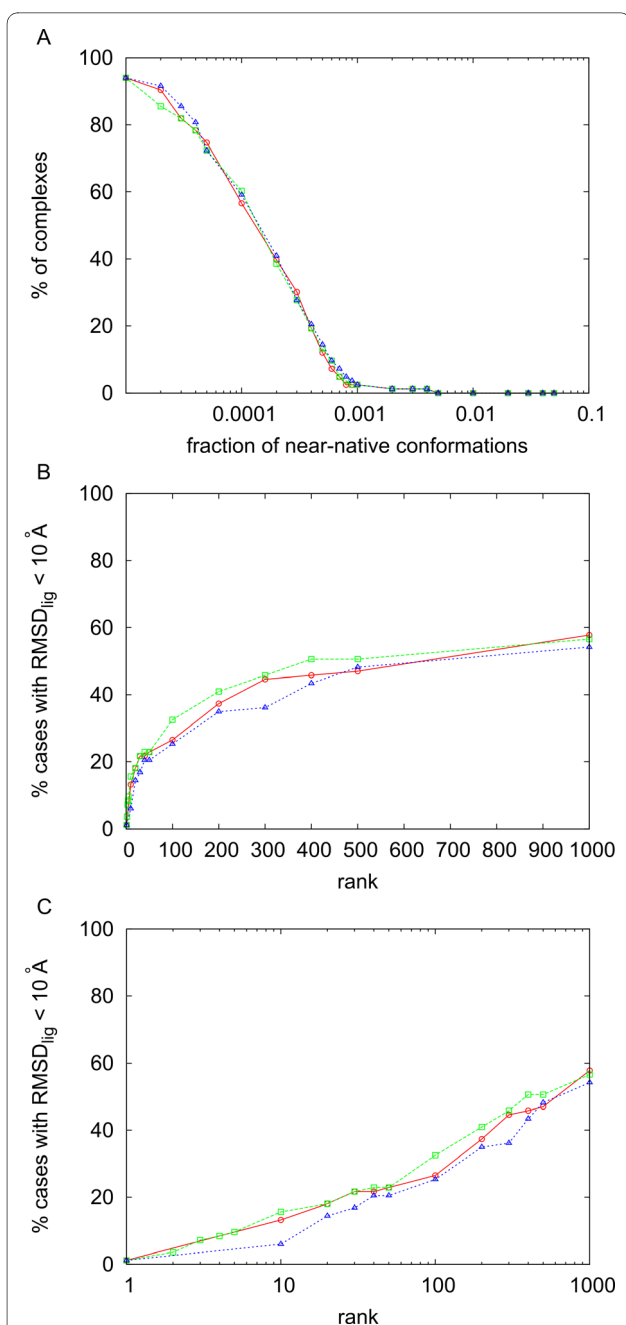 A
% of complexes
100
80
60
40
20
0
0.0001 0.001 0.01 0.1
fraction of near-native conformations
B
% cases with RMSDlig < 10 Å
100
80
60
40
20
0
0 100 200 300 400 500 600 700 800 900 1000
rank
C
% cases with RMSDlig < 10 Å
100
80
60
40
20
0
1 10 100 1000
rank